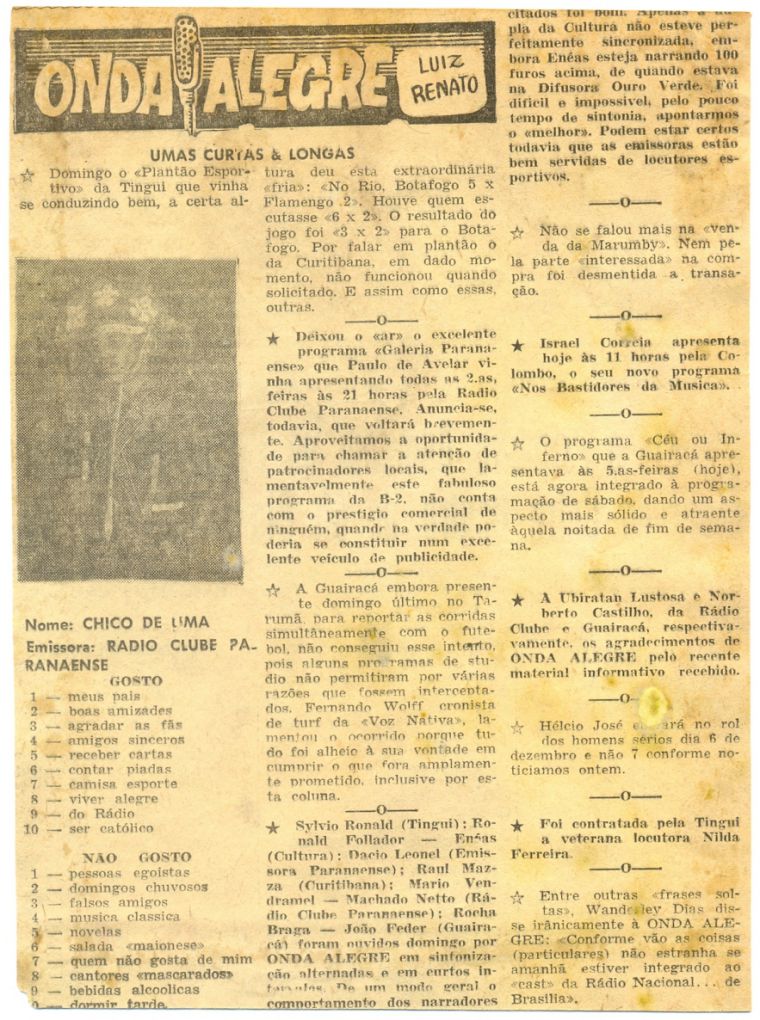 ONDA ALEGRE
LUIZ
RENATO
UMAS CURTAS & LONGAS
☆ Domingo o «Plantão Espor-
tivo» da Tingui que vinha
se conduzindo bem, a certa al-
Nome: CHICO DE LIMA
Emissora: RADIO CLUBE PA-
RANAENSE
GOSTO
1 — meus pais
2 — boas amizades
3 — agradar as fãs
4 — amigos sinceros
5 — receber cartas
6 — contar piadas
7 — camisa esporte
8 — viver alegre
9 — do Rádio
10 — ser católico
NÃO GOSTO
1 — pessoas egoistas
2 — domingos chuvosos
3 — falsos amigos
4 — musica classica
5 — novelas
6 — salada «maionese»
7 — quem não gosta de mim
8 — cantores «mascarados»
9 — bebidas alcoolicas
— dormir tarde
tura deu esta extraordinária
«fria»: «No Rio, Botafogo 5 x
Flamengo 2». Houve quem es-
cutasse «6 x 2». O resultado do
jogo foi «3 x 2» para o Bota-
fogo. Por falar em plantão o
da Curitibana, em dado mo-
mento, não funcionou quando
solicitado. E assim como essas,
outras.
—O—
★ Deixou o «ar» o excelente
programa «Galeria Parana-
ense» que Paulo de Avelar vi-
nha apresentando todas as 2.as,
feiras às 21 horas pela Radio
Clube Paranaense. Anuncia-se,
todavia, que voltará brevemen-
te. Aproveitamos a oportunida-
de para chamar a atenção de
patrocinadores locais, que la-
mentavelmente este fabuloso
programa da B-2, não conta
com o prestigio comercial de
ninguém, quando na verdade po-
deria se constituir num exce-
lente veículo de publicidade.
—O—
☆ A Guairacá embora presen-
te domingo último no Ta-
rumã, para reportar as corridas
simultâneamente com o fute-
bol, não conseguiu esse intento,
pois alguns programas de stu-
dio não permitiram por várias
razões que fossem intercepta-
dos. Fernando Wolff cronista
de turf da «Voz Nativa», la-
mentou o ocorrido porque tu-
do foi alheio à sua vontade em
cumprir o que fora amplamen-
te prometido, inclusive por es-
ta coluna.
—O—
★ Sylvio Ronald (Tingui); Ro-
nald Follador — Enéas
(Cultura); Dacio Leonel (Emis-
sora Paranaense); Raul Maz-
za (Curitibana); Mario Ven-
dramel — Machado Netto (Rá-
dio Clube Paranaense); Rocha
Braga — João Feder (Guaira-
cá) foram ouvidos domingo por
ONDA ALEGRE em sintoniza-
ção alternadas e em curtos in-
tervalos. De um modo geral o
comportamento dos narradores
citados foi bom. Apenas a du-
pla da Cultura não esteve per-
feitamente sincronizada, em-
bora Enéas esteja narrando 100
furos acima, de quando estava
na Difusora Ouro Verde. Foi
dificil e impossivel, pelo pouco
tempo de sintonia, apontarmos
o «melhor». Podem estar certos
todavia que as emissoras estão
bem servidas de locutores es-
portivos.
—O—
☆ Não se falou mais na «ven-
da da Marumby». Nem pe-
la parte «interessada» na com-
pra foi desmentida a transa-
ção.
—O—
★ Israel Correia apresenta
hoje às 11 horas pela Co-
lombo, o seu novo programa
«Nos Bastidores da Musica».
—O—
☆ O programa «Céu ou In-
ferno» que a Guairacá apre-
sentava às 5.as-feiras (hoje),
está agora integrado à progra-
mação de sábado, dando um as-
pecto mais sólido e atraente
àquela noitada de fim de sema-
na.
—O—
★ A Ubiratan Lustosa e Nor-
berto Castilho, da Rádio
Clube e Guairacá, respectiva-
vamente, os agradecimentos de
ONDA ALEGRE pelo recente
material informativo recebido.
—O—
☆ Hélcio José entrará no rol
dos homens sérios dia 6 de
dezembro e não 7 conforme no-
ticiamos ontem.
—O—
★ Foi contratada pela Tingui
a veterana locutora Nilda
Ferreira.
—O—
☆ Entre outras «frases sol-
tas», Wanderley Dias dis-
se irânicamente à ONDA ALE-
GRE: «Conforme vão as coisas
(particulares) não estranhe se
amanhã estiver integrado ao
«cast» da Rádio Nacional... de
Brasilia».